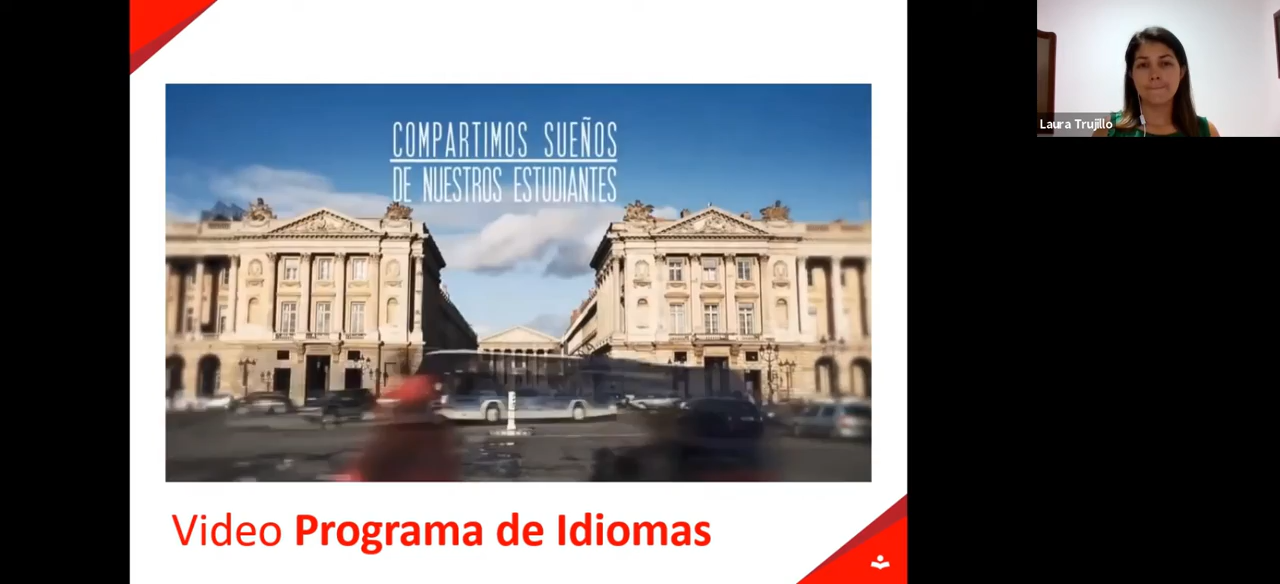 COMPARTIMOS SUEÑOS
DE NUESTROS ESTUDIANTES
Laura Trujillo
Video Programa de Idiomas